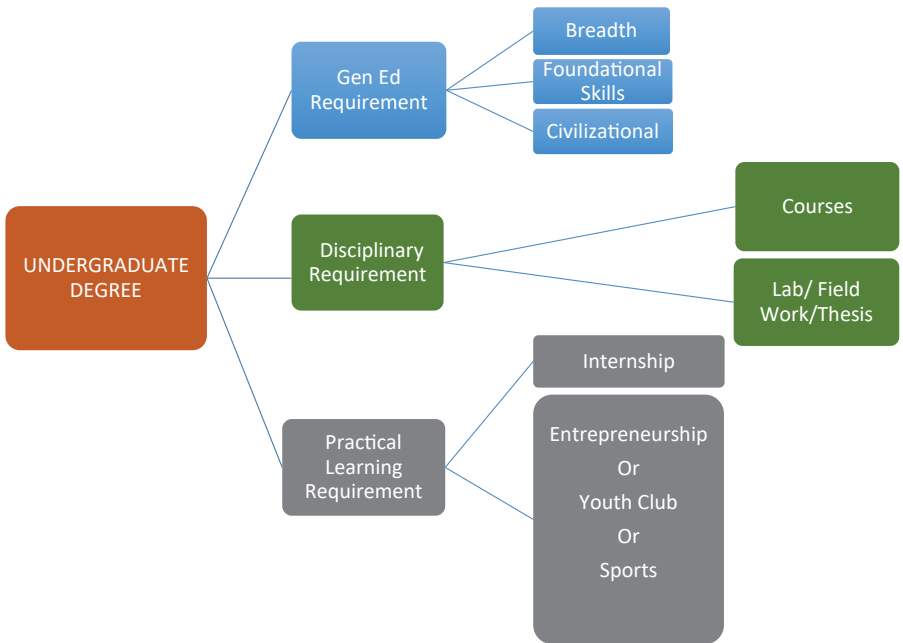 Breadth
Gen Ed
Requirement
Foundational
Skills
Civilizational
UNDERGRADUATE
DEGREE
Disciplinary
Requirement
Courses
Lab/ Field
Work/Thesis
Practical
Learning
Requirement
Internship
Entrepreneurship
Or
Youth Club
Or
Sports